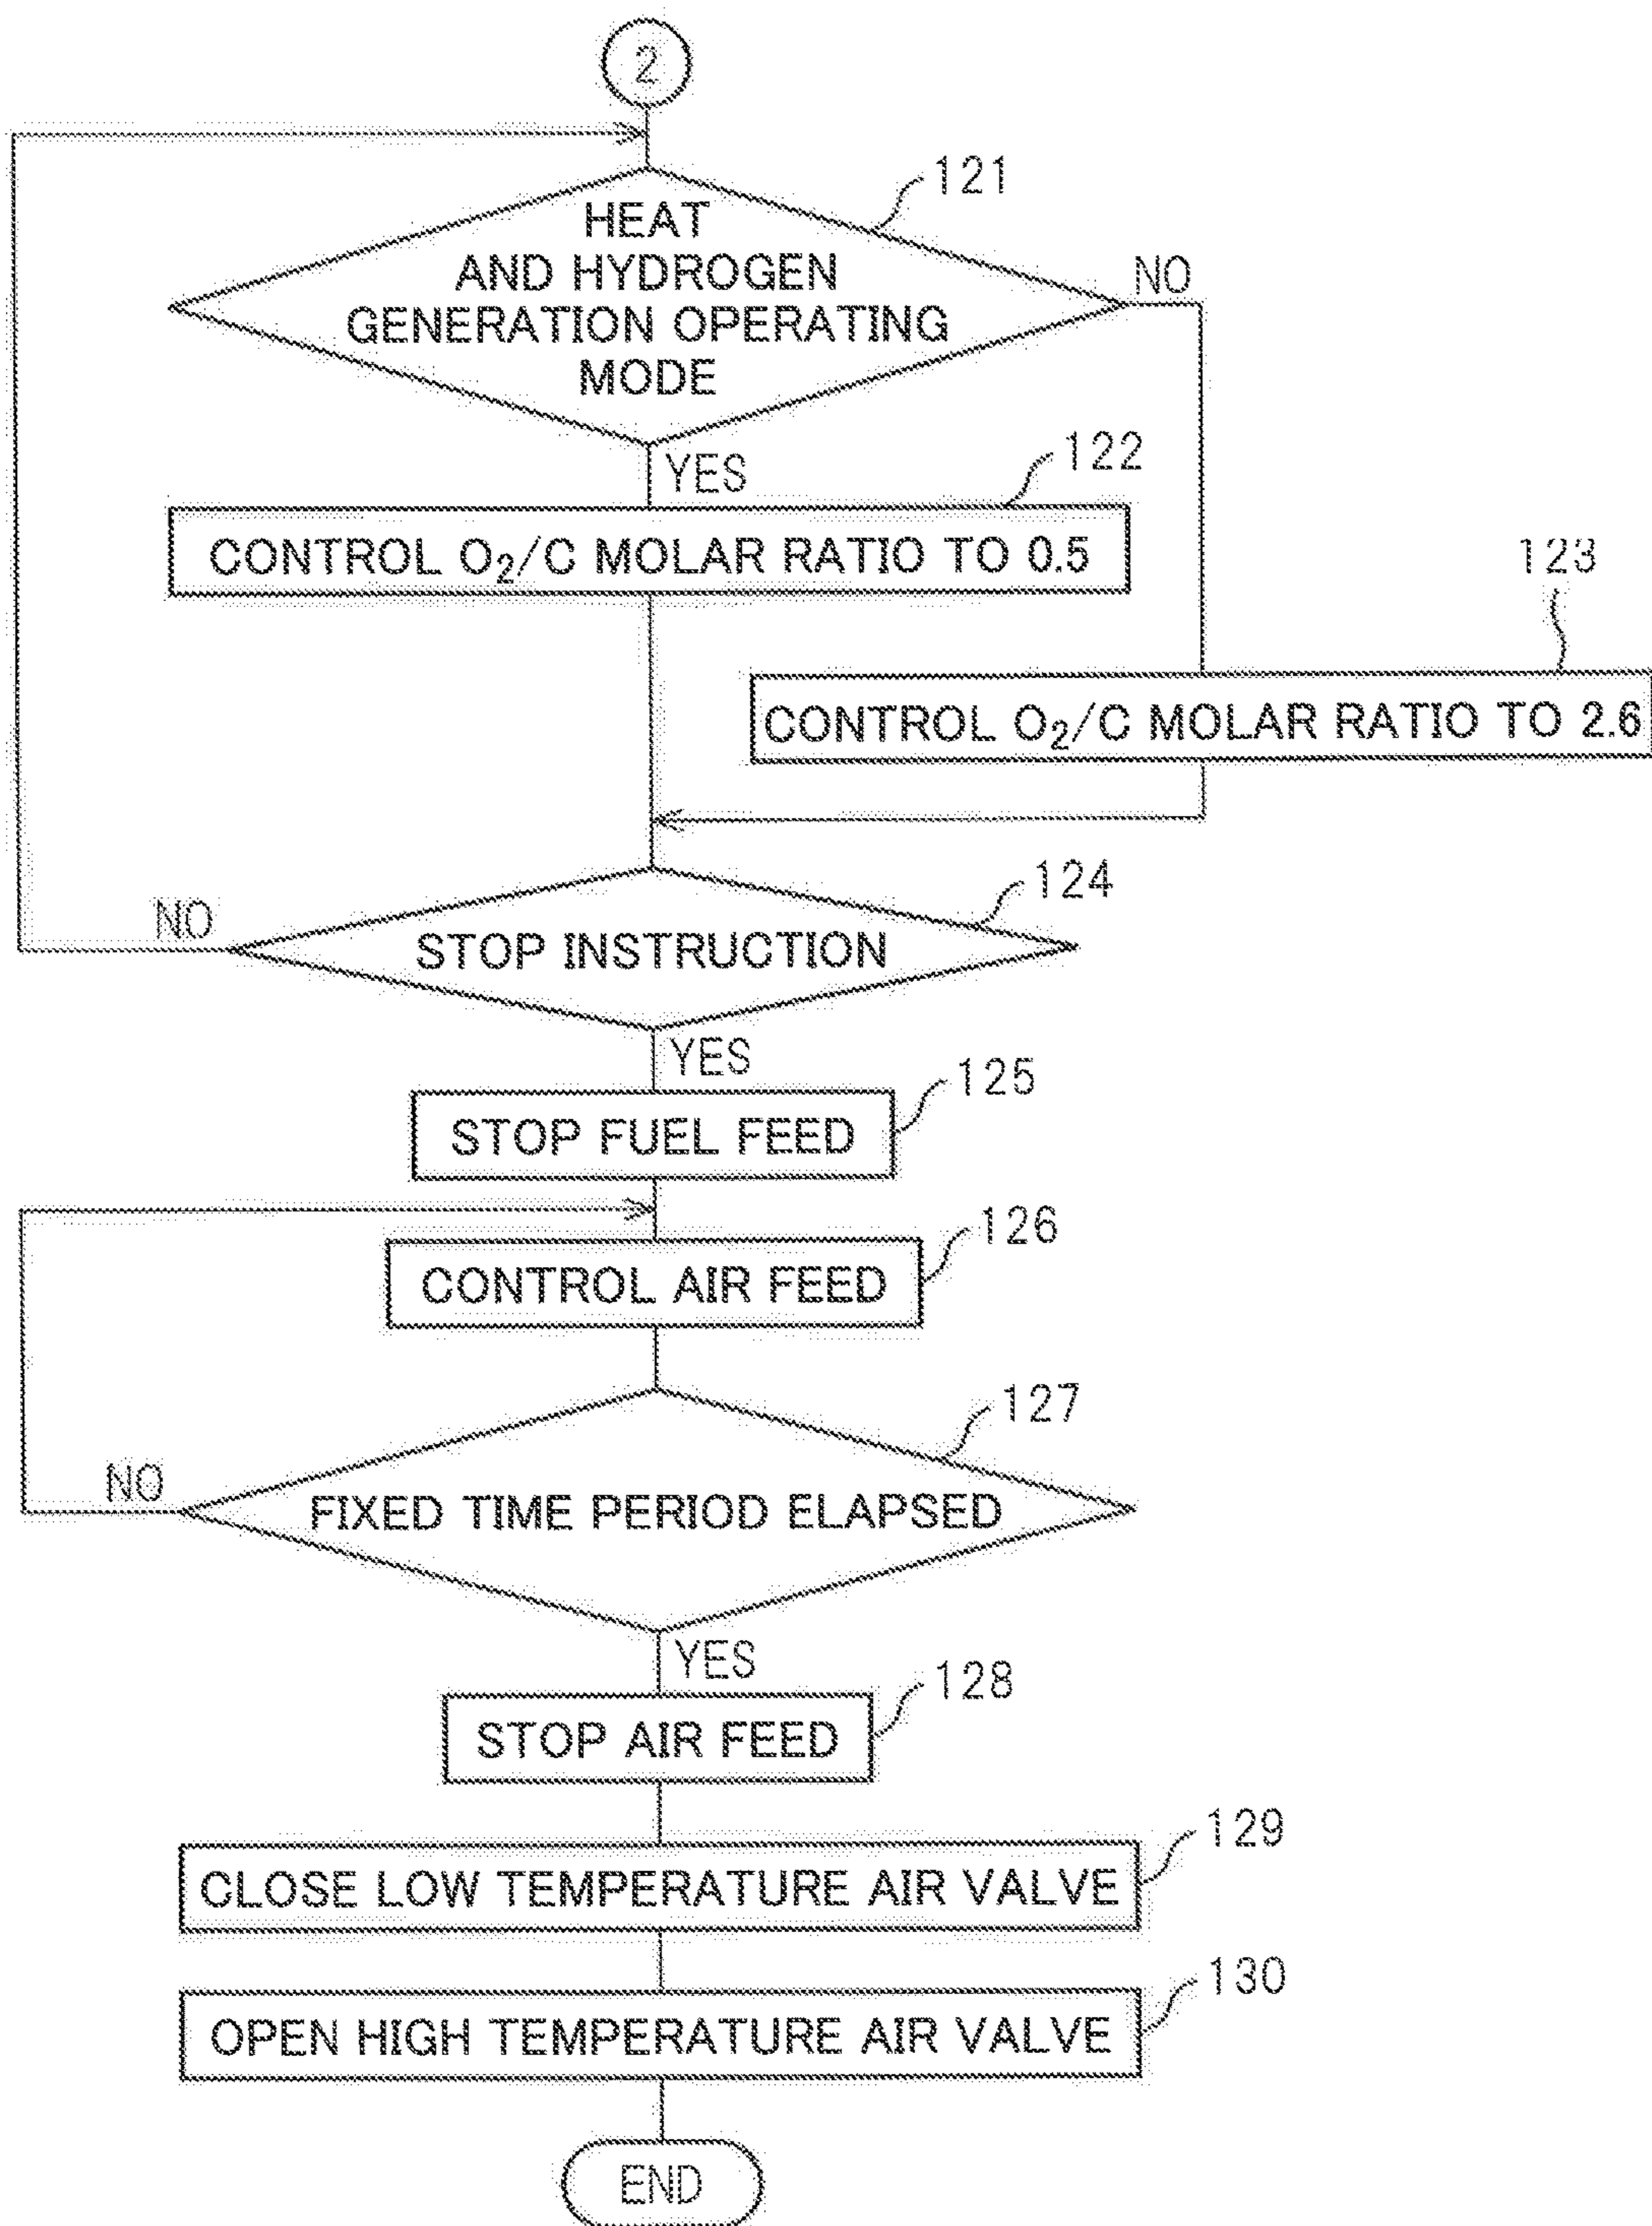 2
121
HEAT
AND HYDROGEN
GENERATION OPERATING
MODE
NO
YES
122
CONTROL O₂/C MOLAR RATIO TO 0.5
123
CONTROL O₂/C MOLAR RATIO TO 2.6
124
NO
STOP INSTRUCTION
YES
125
STOP FUEL FEED
126
CONTROL AIR FEED
127
NO
FIXED TIME PERIOD ELAPSED
YES
128
STOP AIR FEED
129
CLOSE LOW TEMPERATURE AIR VALVE
130
OPEN HIGH TEMPERATURE AIR VALVE
END